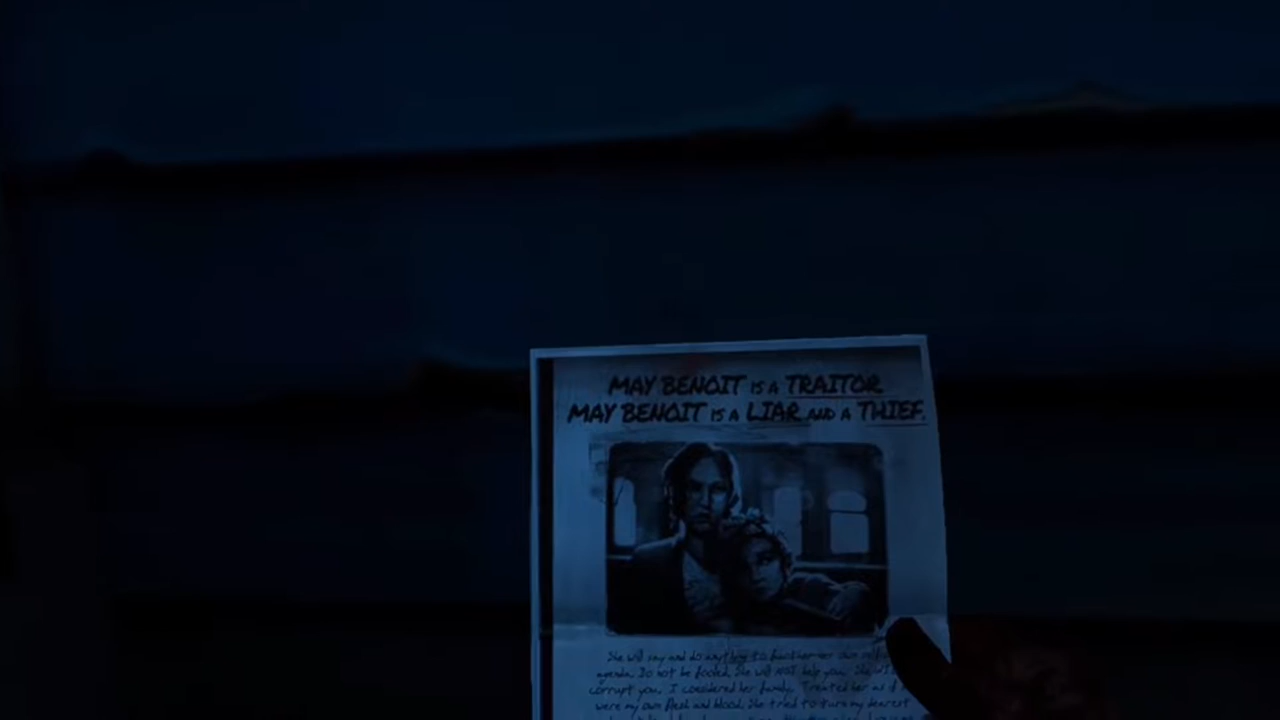 MAY BENOIT IS A TRAITOR
MAY BENOIT IS A LIAR AND A THIEF.
She will say and do anything to further her own
agenda. Do not be fooled. She will NOT help you. She will
corrupt you. I considered her family. Treated her as if
were my own flesh and blood. She tried to turn my dearest